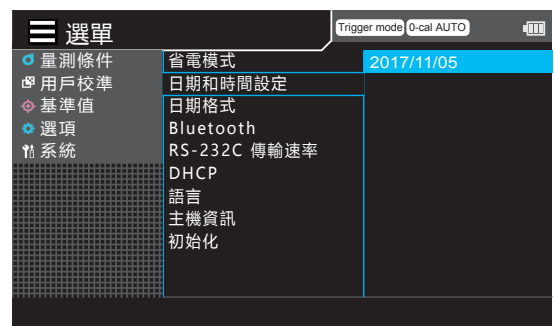 選單
Trigger mode
0-cal AUTO
量測條件
用戶校準
基準值
選項
系統
省電模式
日期和時間設定
日期格式
Bluetooth
RS-232C 傳輸速率
DHCP
語言
主機資訊
初始化
2017/11/05